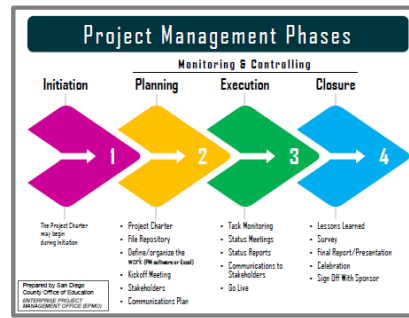 Project Management Phases
Monitoring & Controlling
Initiation
Planning
Execution
Closure
1
2
3
4
The Project Charter
may begin
during Initiation
• Project Charter
• File Repository
• Define/organize the
work (PM software or Excel)
• Kickoff Meeting
• Stakeholders
• Communications Plan
• Task Monitoring
• Status Meetings
• Status Reports
• Communications to
Stakeholders
• Go Live
• Lessons Learned
• Survey
• Final Report/Presentation
• Celebration
• Sign Off With Sponsor
Prepared by San Diego
County Office of Education
ENTERPRISE PROJECT
MANAGEMENT OFFICE (EPMO)